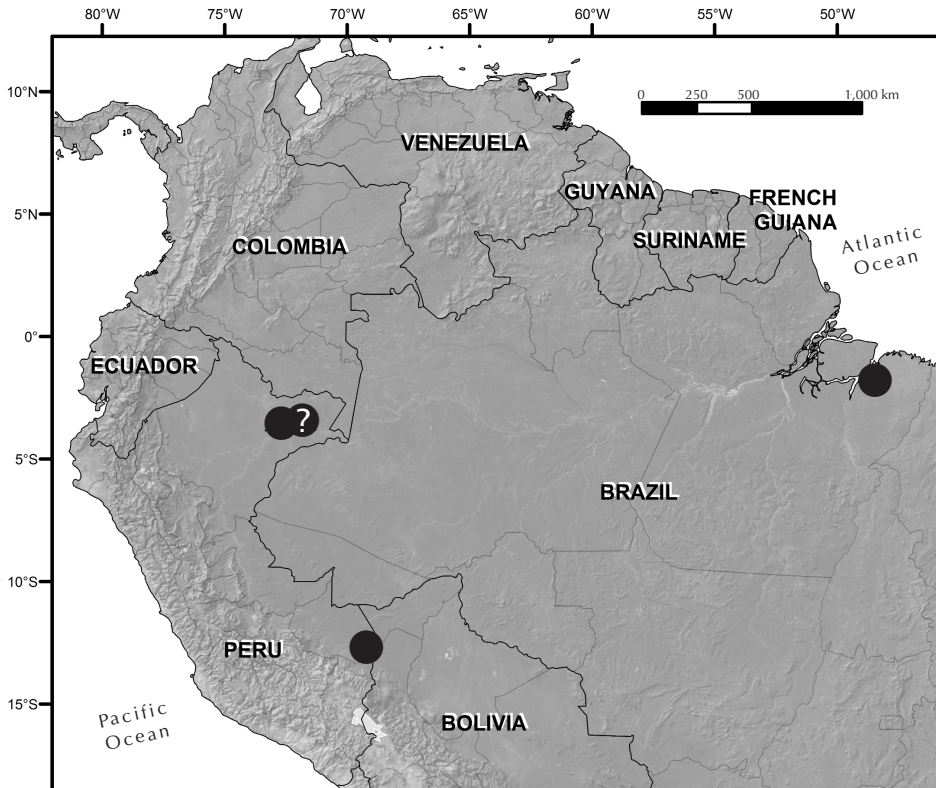 80°W 75°W 70°W 65°W 60°W 55°W 50°W
10°N
0 250 500 1,000 km
VENEZUELA
GUYANA
FRENCH
GUIANA
5°N
SURINAME
COLOMBIA
Atlantic
Ocean
0°
ECUADOR
?
5°S
BRAZIL
10°S
PERU
15°S
Pacific
Ocean
BOLIVIA